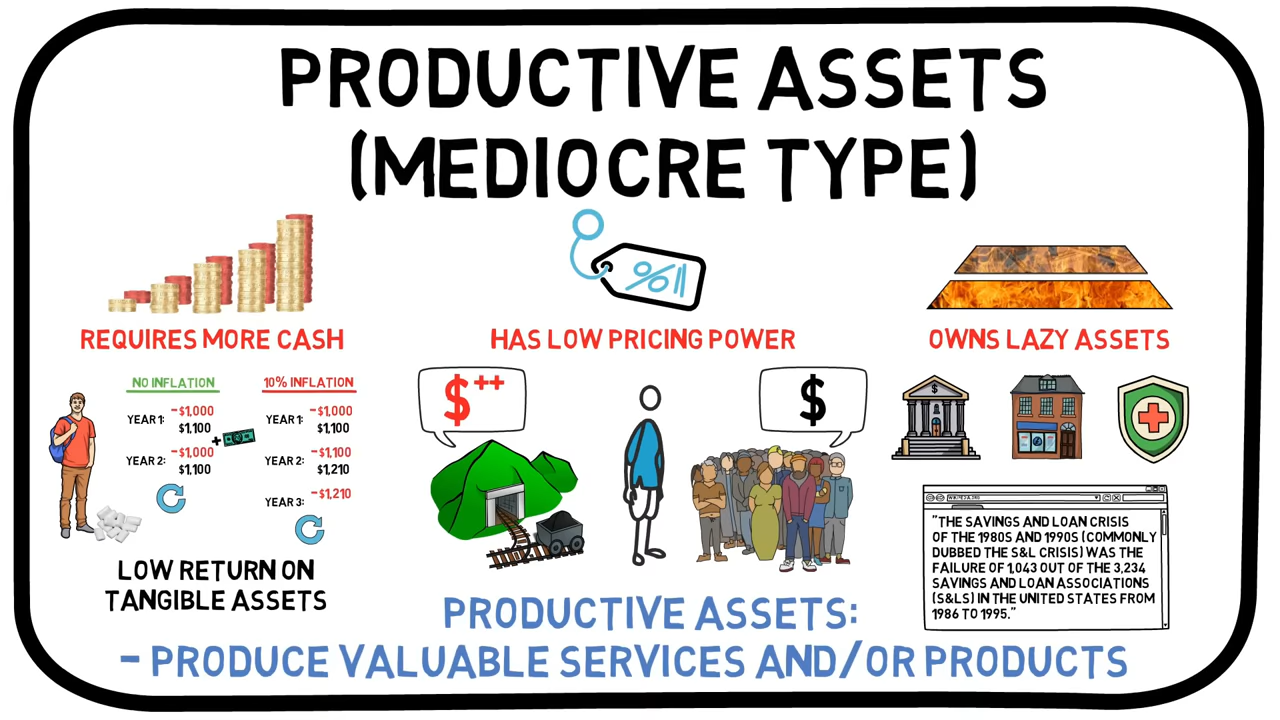 PRODUCTIVE ASSETS
(MEDIOCRE TYPE)
%
REQUIRES MORE CASH
HAS LOW PRICING POWER
OWNS LAZY ASSETS
NO INFLATION
YEAR 1: -$1,000
$1,100
+
YEAR 2: -$1,000
$1,100
10% INFLATION
YEAR 1: -$1,000
$1,100
YEAR 2: -$1,100
$1,210
YEAR 3: -$1,210
LOW RETURN ON
TANGIBLE ASSETS
$++
$
$
WIKIPEDIA.ORG
"THE SAVINGS AND LOAN CRISIS
OF THE 1980S AND 1990S (COMMONLY
DUBBED THE S&L CRISIS) WAS THE
FAILURE OF 1,043 OUT OF THE 3,234
SAVINGS AND LOAN ASSOCIATIONS
(S&LS) IN THE UNITED STATES FROM
1986 TO 1995."
PRODUCTIVE ASSETS:
- PRODUCE VALUABLE SERVICES AND/OR PRODUCTS